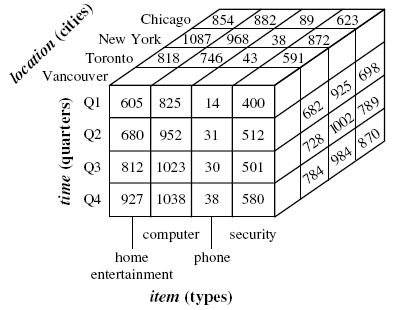 Chicago 854 882 89 623
New York 1087 968 38 872
Toronto 818 746 43 591
Vancouver
location (cities)
time (quarters)
Q1 605 825 14 400
Q2 680 952 31 512
Q3 812 1023 30 501
Q4 927 1038 38 580
682 925 698
728 1002 789
784 984 870
computer security
home phone
entertainment
item (types)